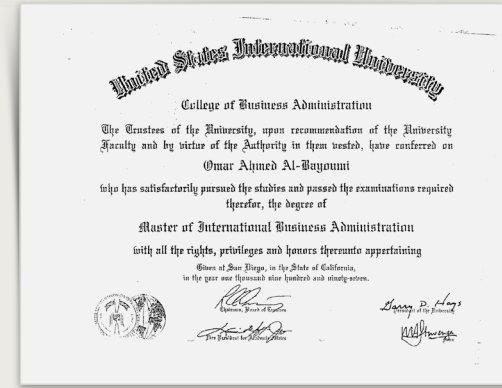 United States International University
College of Business Administration
The Trustees of the University, upon recommendation of the University
Faculty and by virtue of the Authority in them vested, have conferred on
Omar Ahmed Al-Bayoumi
who has satisfactorily pursued the studies and passed the examinations required
therefor, the degree of
Master of International Business Administration
with all the rights, privileges and honors thereunto appertaining
Given at San Diego, in the State of California,
in the year one thousand nine hundred and ninety-seven.
Chairman, Board of Trustees
Garry D. Hays
President of the University
Vice President for Academic Affairs
Dean